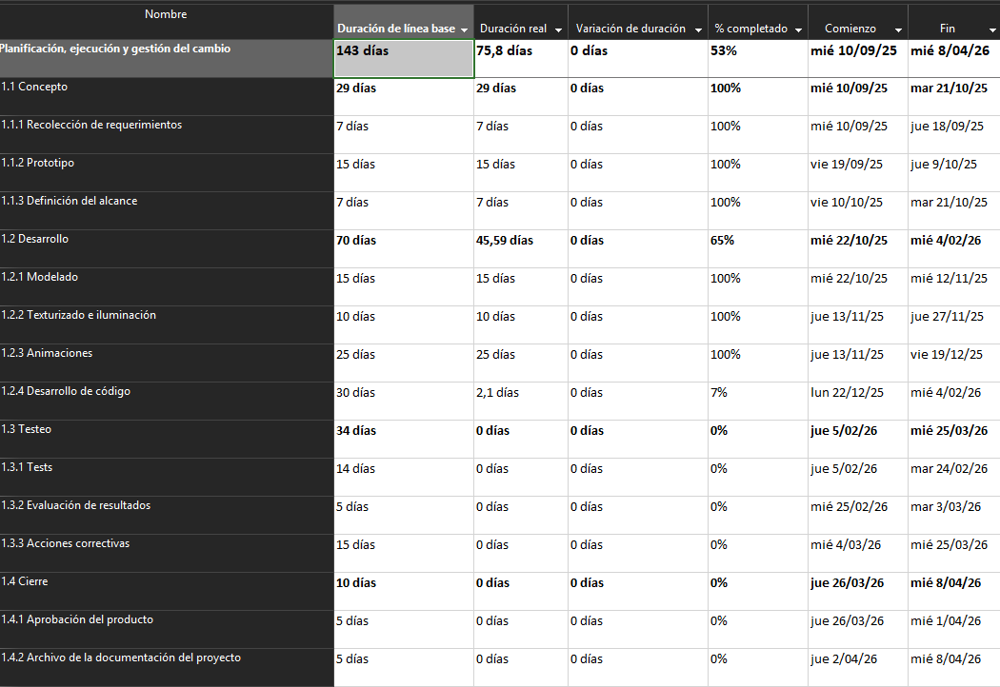 Nombre Duración de línea base Duración real Variación de duración % completado Comienzo Fin
Planificación, ejecución y gestión del cambio 143 días 75,8 días 0 días 53% mié 10/09/25 mié 8/04/26
1.1 Concepto 29 días 29 días 0 días 100% mié 10/09/25 mar 21/10/25
1.1.1 Recolección de requerimientos 7 días 7 días 0 días 100% mié 10/09/25 jue 18/09/25
1.1.2 Prototipo 15 días 15 días 0 días 100% vie 19/09/25 jue 9/10/25
1.1.3 Definición del alcance 7 días 7 días 0 días 100% vie 10/10/25 mar 21/10/25
1.2 Desarrollo 70 días 45,59 días 0 días 65% mié 22/10/25 mié 4/02/26
1.2.1 Modelado 15 días 15 días 0 días 100% mié 22/10/25 mié 12/11/25
1.2.2 Texturizado e iluminación 10 días 10 días 0 días 100% jue 13/11/25 jue 27/11/25
1.2.3 Animaciones 25 días 25 días 0 días 100% jue 13/11/25 vie 19/12/25
1.2.4 Desarrollo de código 30 días 2,1 días 0 días 7% lun 22/12/25 mié 4/02/26
1.3 Testeo 34 días 0 días 0 días 0% jue 5/02/26 mié 25/03/26
1.3.1 Tests 14 días 0 días 0 días 0% jue 5/02/26 mar 24/02/26
1.3.2 Evaluación de resultados 5 días 0 días 0 días 0% mié 25/02/26 mar 3/03/26
1.3.3 Acciones correctivas 15 días 0 días 0 días 0% mié 4/03/26 mié 25/03/26
1.4 Cierre 10 días 0 días 0 días 0% jue 26/03/26 mié 8/04/26
1.4.1 Aprobación del producto 5 días 0 días 0 días 0% jue 26/03/26 mié 1/04/26
1.4.2 Archivo de la documentación del proyecto 5 días 0 días 0 días 0% jue 2/04/26 mié 8/04/26